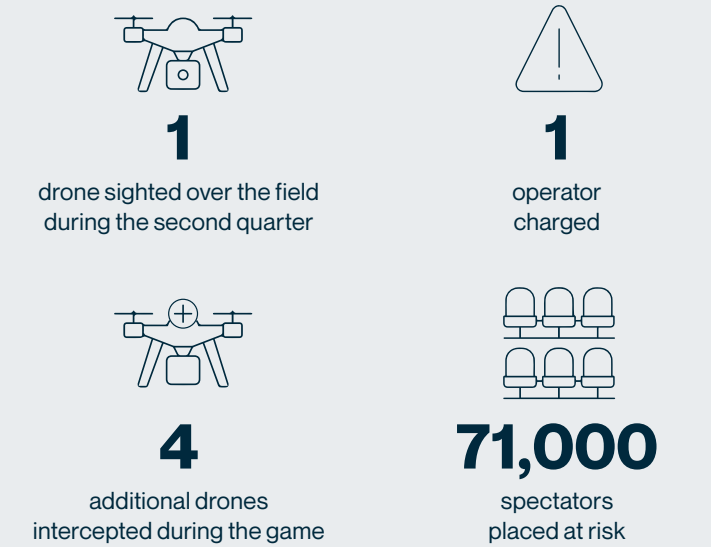 1
drone sighted over the field
during the second quarter
1
operator
charged
4
additional drones
intercepted during the game
71,000
spectators
placed at risk